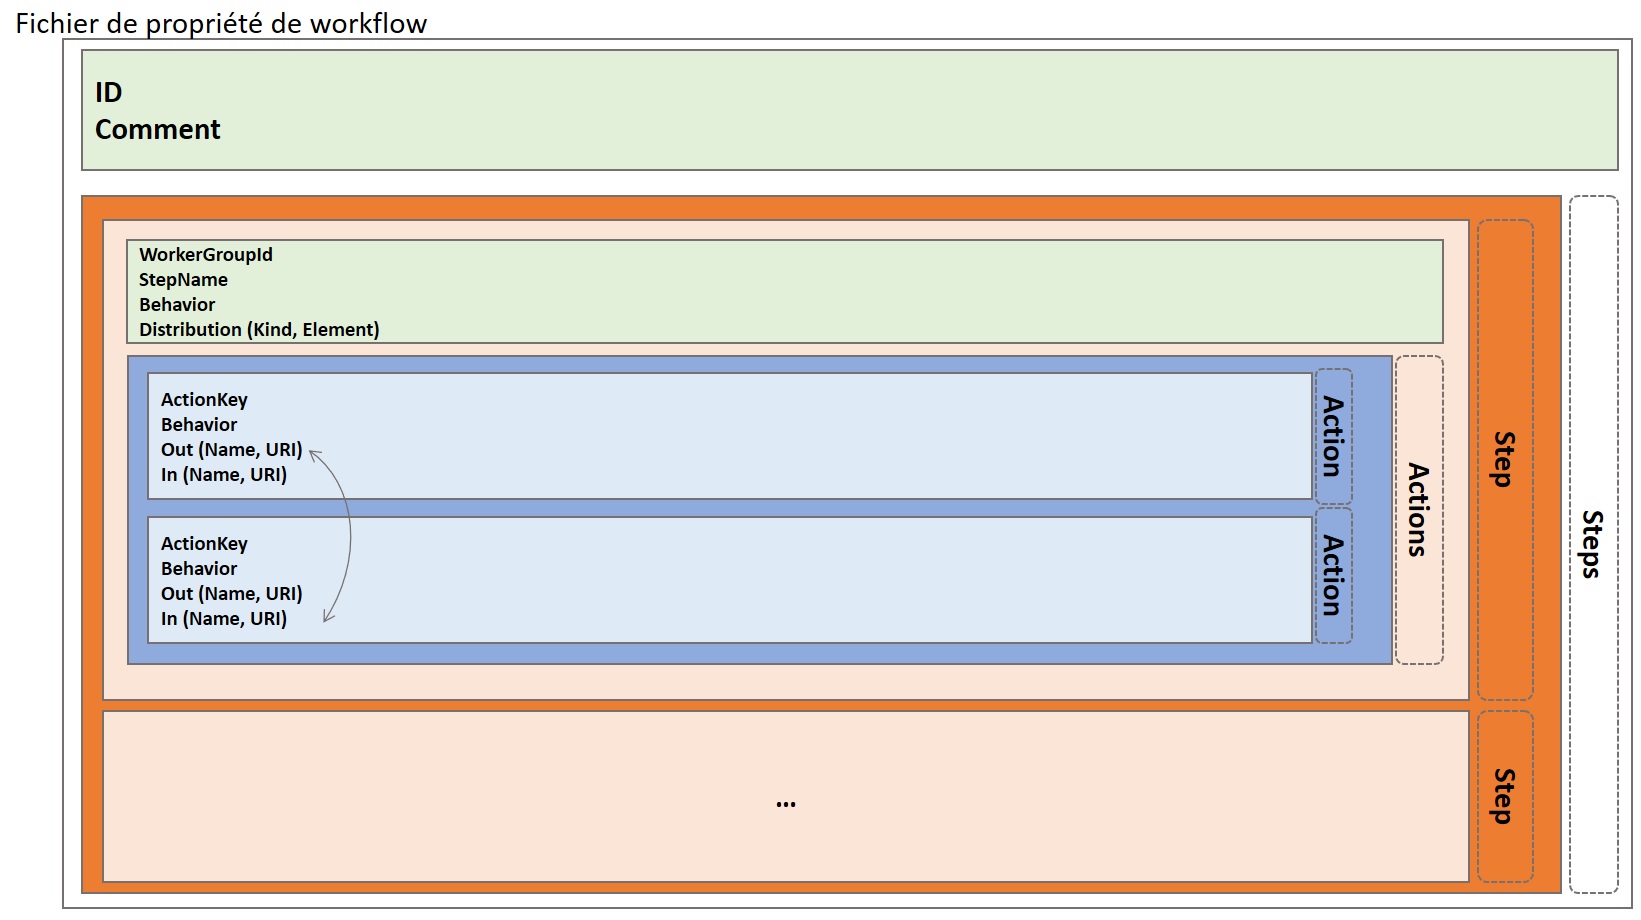 Fichier de propriété de workflow
ID
Comment
WorkerGroupId
StepName
Behavior
Distribution (Kind, Element)
ActionKey
Behavior
Out (Name, URI)
In (Name, URI)
Action
ActionKey
Behavior
Out (Name, URI)
In (Name, URI)
Action
Actions
Step
...
Step
Steps